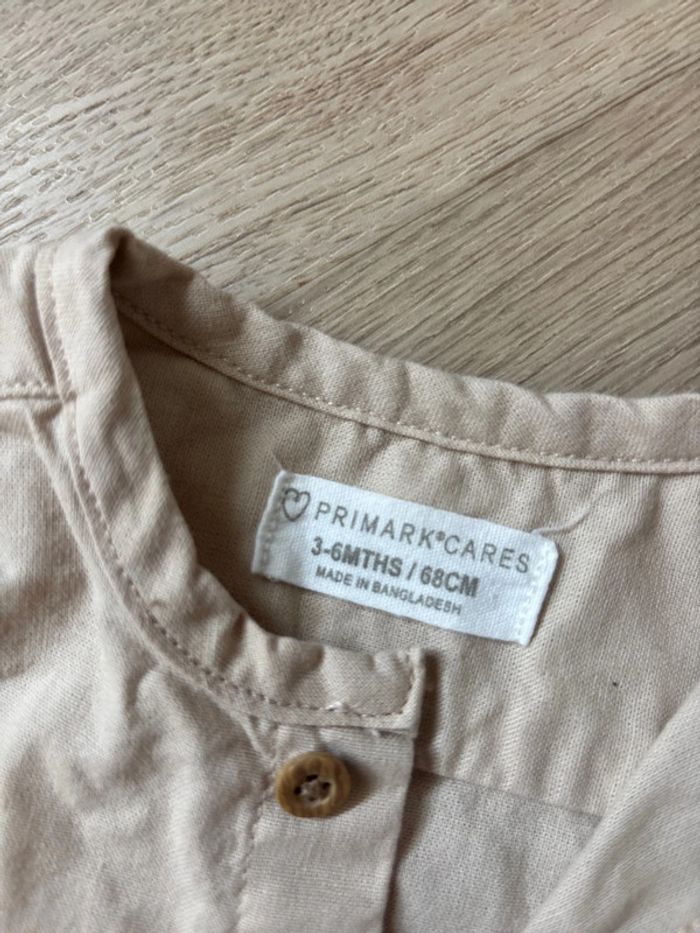 PRIMARK®CARES
3-6MTHS / 68CM
MADE IN BANGLADESH